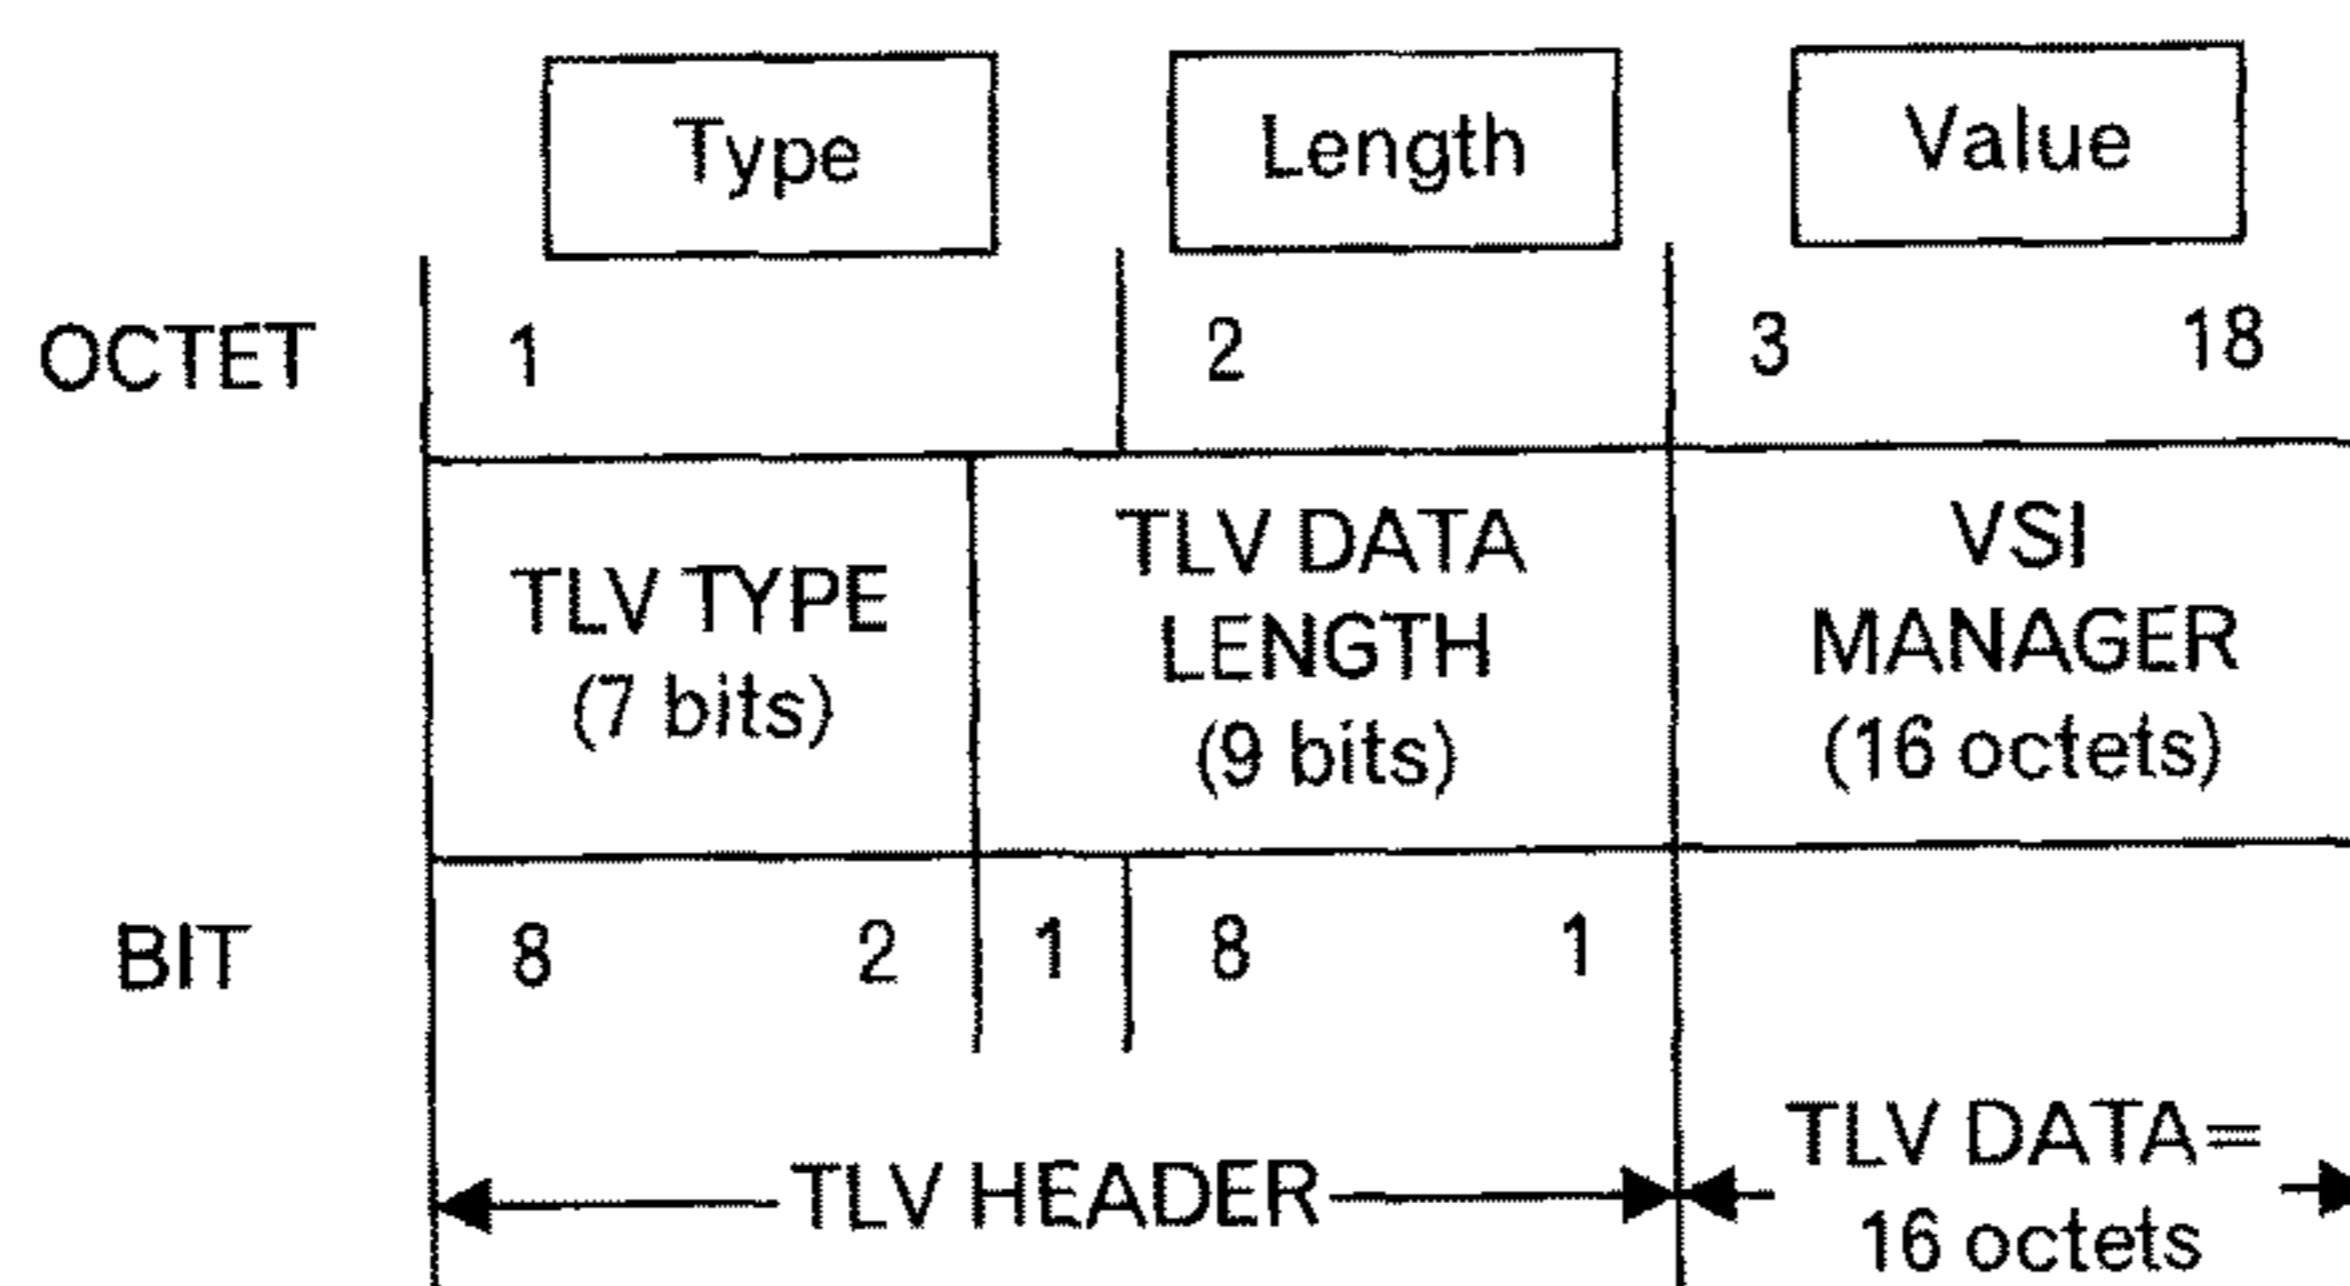 Type Length Value
OCTET 1 2 3 18
TLV TYPE
(7 bits)
TLV DATA
LENGTH
(9 bits)
VSI
MANAGER
(16 octets)
BIT 8 2 1 8 1
TLV HEADER
TLV DATA=
16 octets